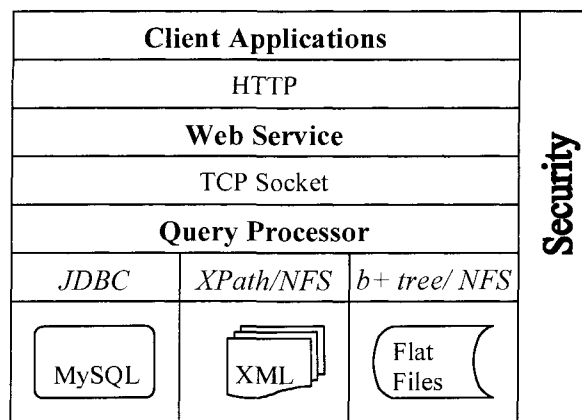 Client Applications
HTTP
Web Service
TCP Socket
Query Processor
JDBC
XPath/NFS
b+ tree/ NFS
MySQL
XML
Flat
Files
Security